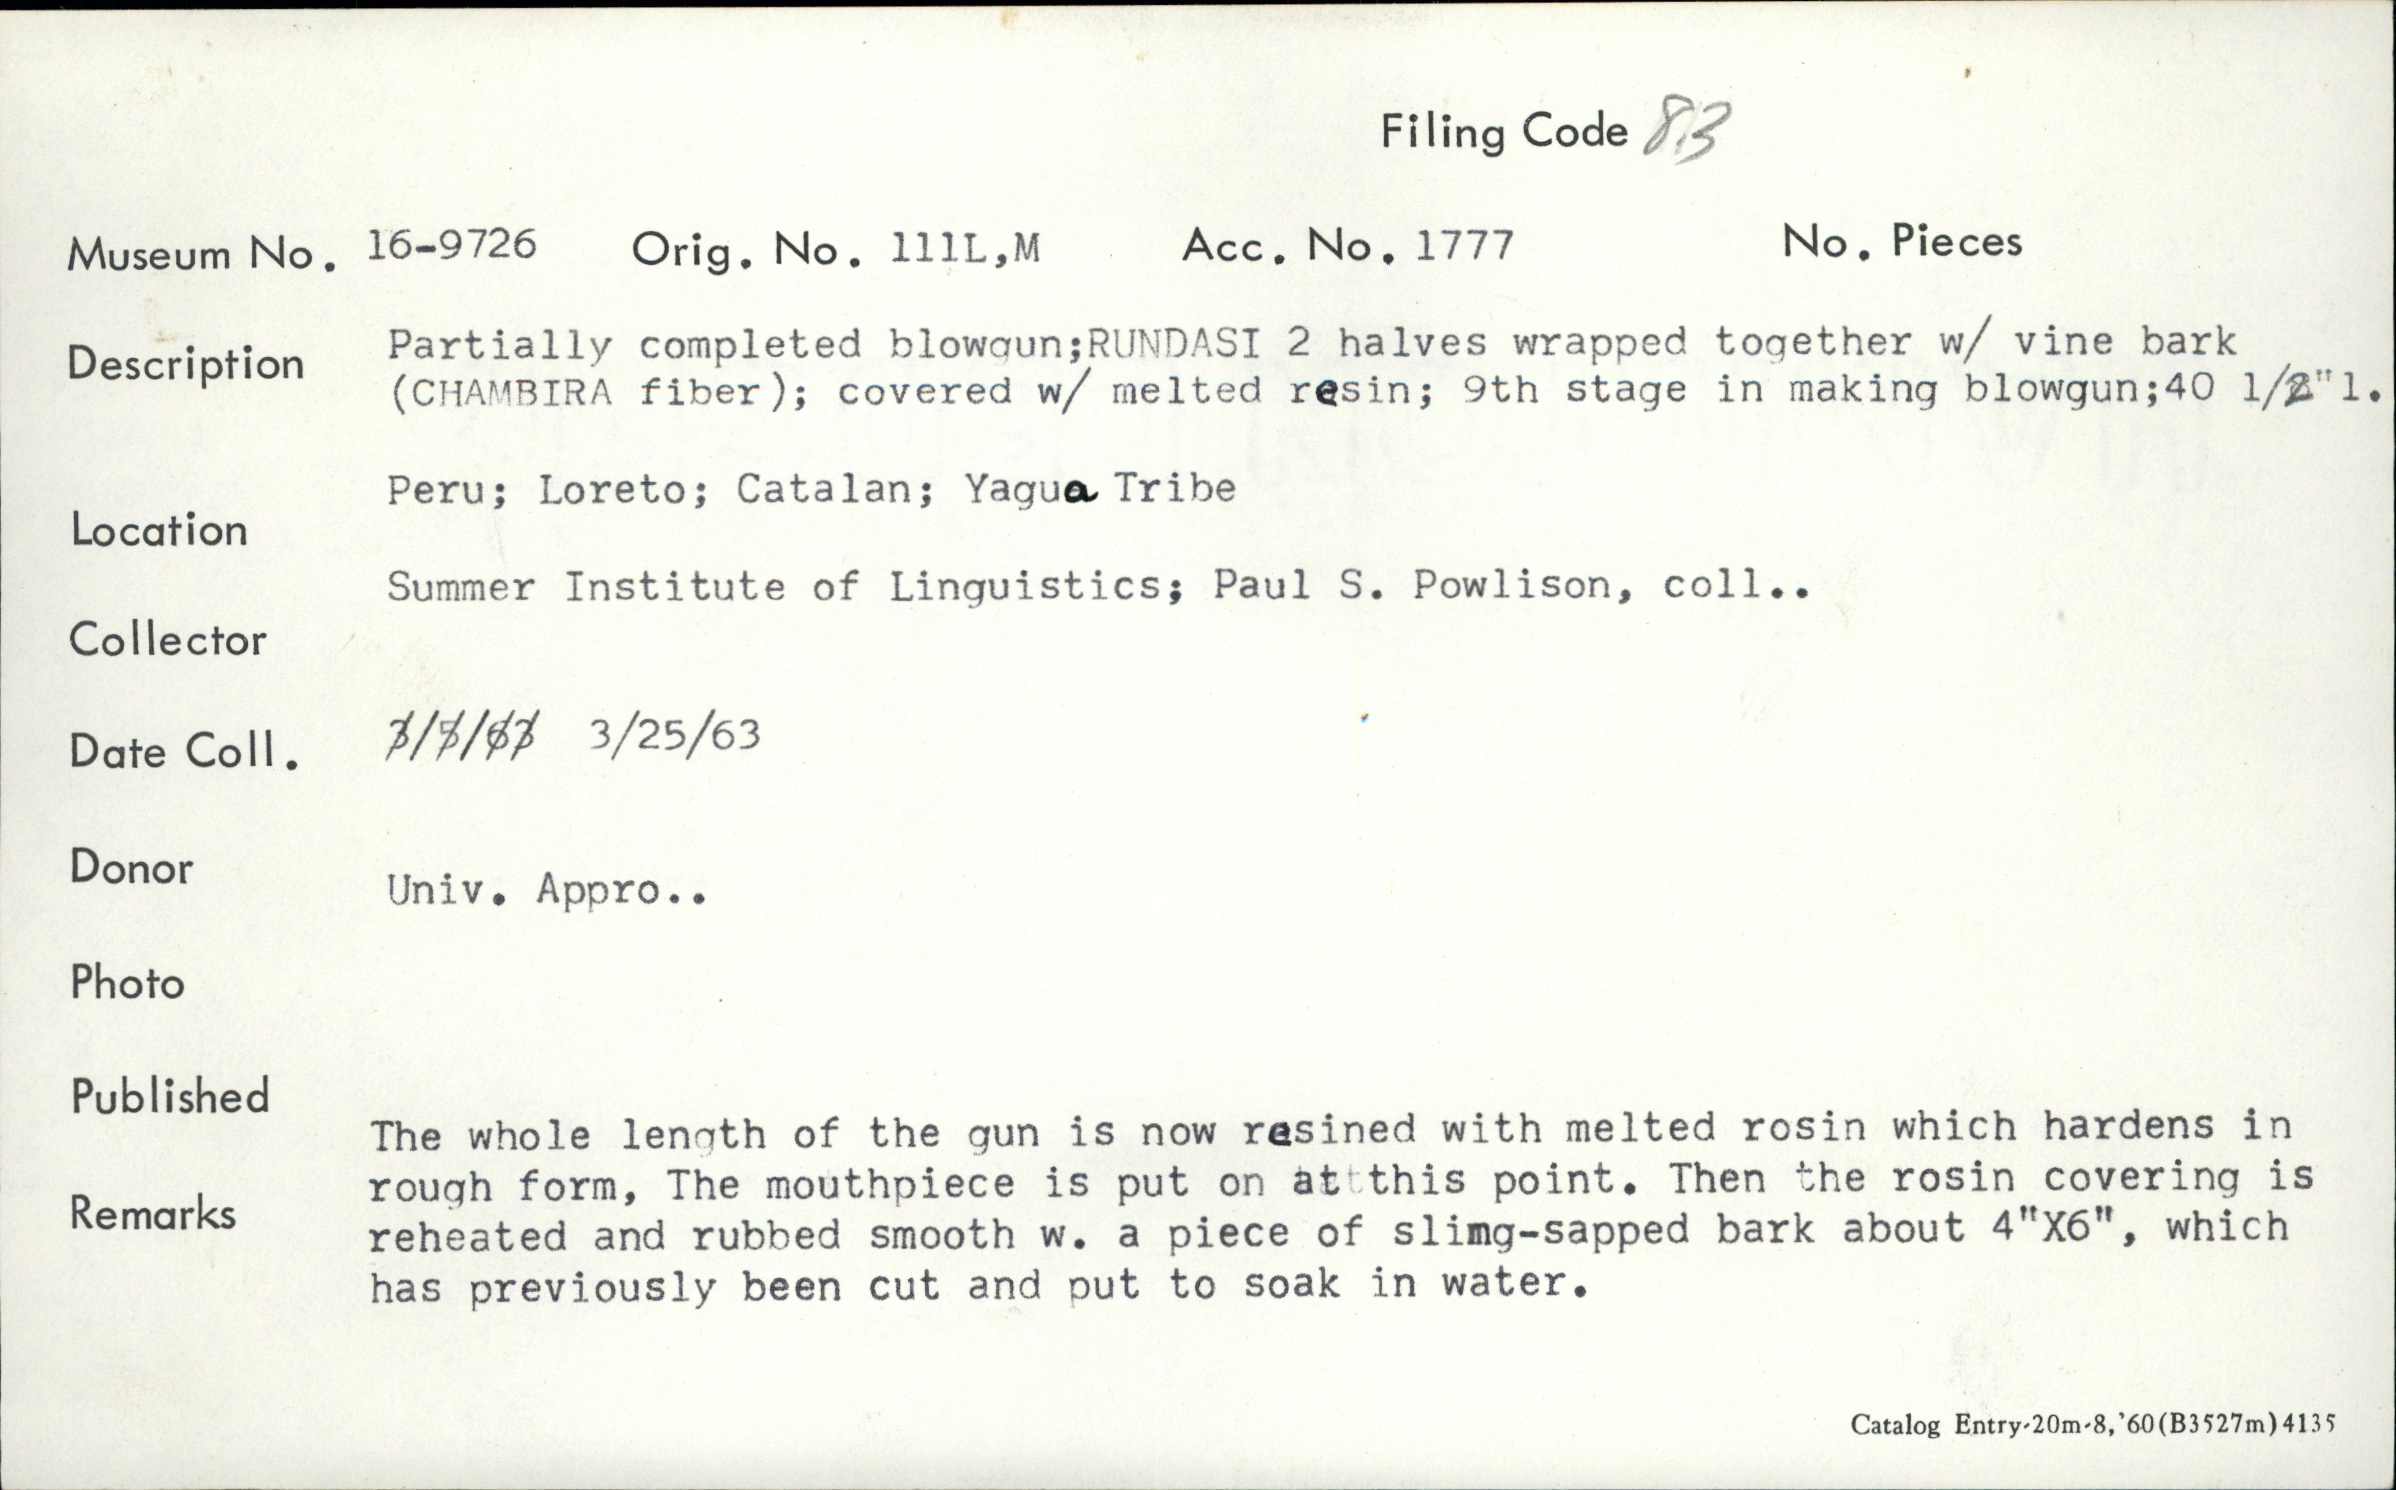 Filing Code 8.3
Museum No. 16-9726 Orig. No. 111L,M Acc. No. 1777 No. Pieces
Description Partially completed blowgun;RUNDASI 2 halves wrapped together w/ vine bark
(CHAMBIRA fiber); covered w/ melted resin; 9th stage in making blowgun;40 1/2"l.
Peru; Loreto; Catalan; Yagua Tribe
Location
Summer Institute of Linguistics; Paul S. Powlison, coll..
Collector
Date Coll. 3/25/63
Donor
Univ. Appro..
Photo
Published
The whole length of the gun is now resined with melted rosin which hardens in
rough form, The mouthpiece is put on at this point. Then the rosin covering is
Remarks
reheated and rubbed smooth w. a piece of slimg-sapped bark about 4"X6", which
has previously been cut and put to soak in water.
Catalog Entry-20m-8,'60(B3527m)4135